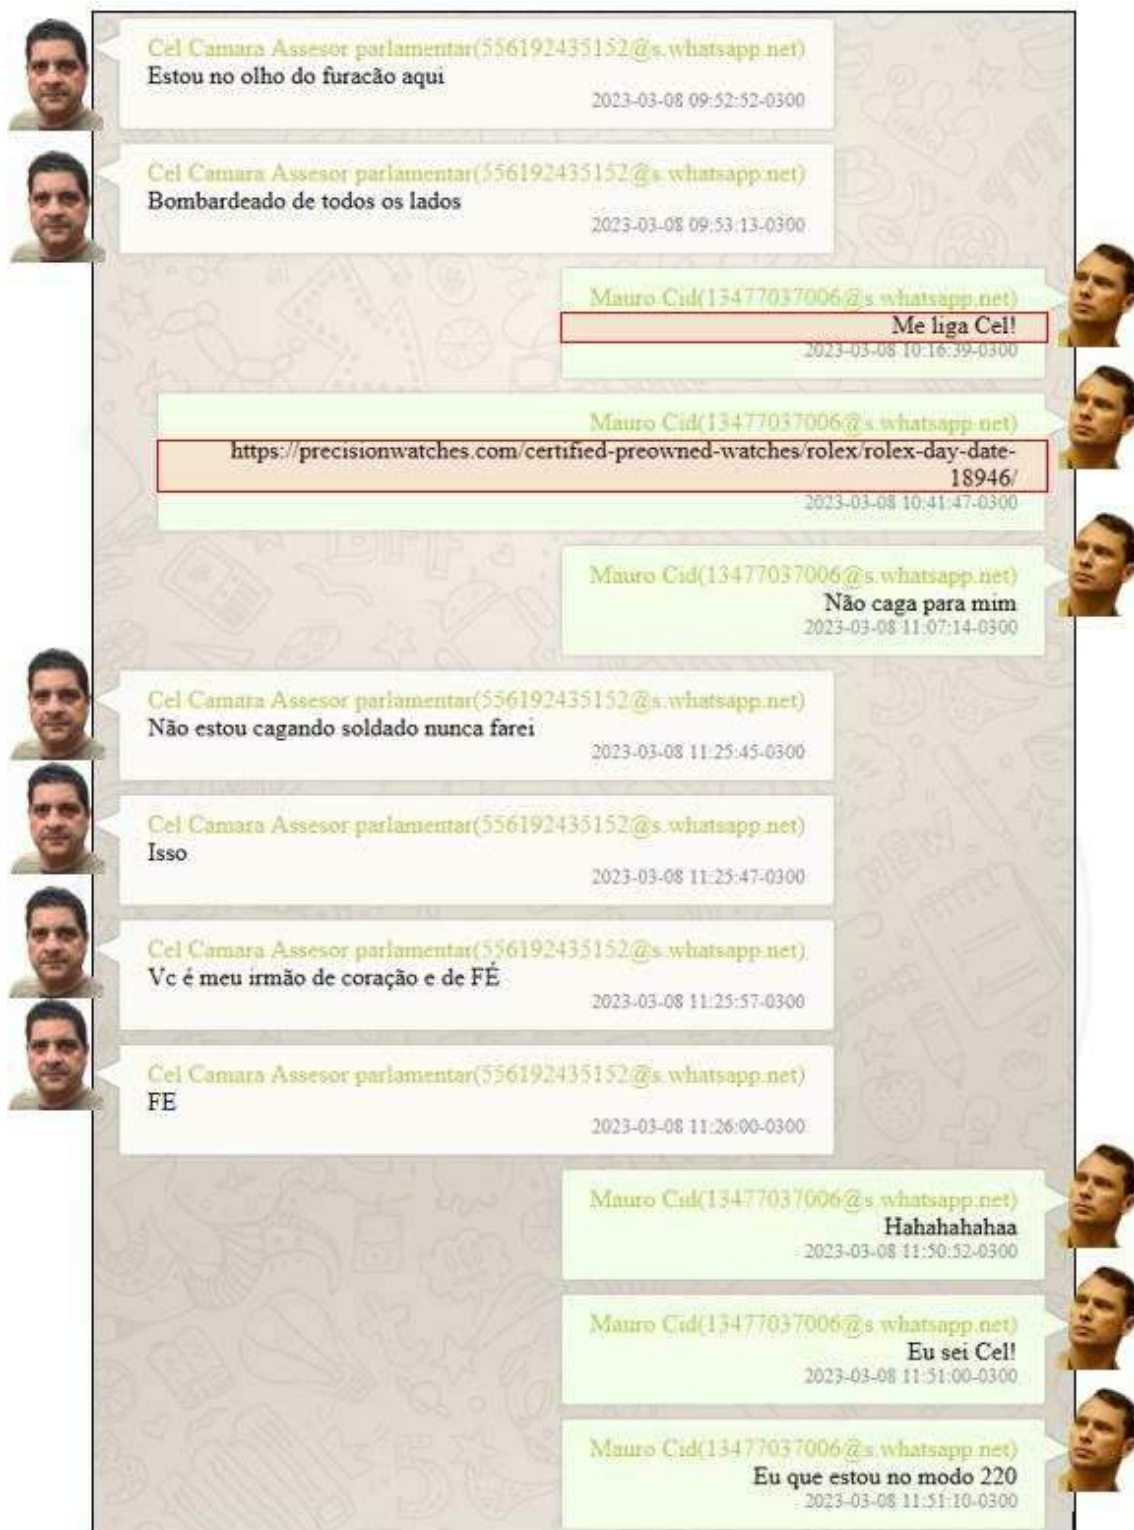 Cel Camara Assesor parlamentar(556192435152@s.whatsapp.net)
Estou no olho do furacão aqui
2023-03-08 09:52:52-0300
Cel Camara Assesor parlamentar(556192435152@s.whatsapp.net)
Bombardeado de todos os lados
2023-03-08 09:53:13-0300
Mauro Cid(13477037006@s.whatsapp.net)
Me liga Cel!
2023-03-08 10:16:39-0300
Mauro Cid(13477037006@s.whatsapp.net)
https://precisionwatches.com/certified-preowned-watches/rolex/rolex-day-date-
18946/
2023-03-08 10:41:47-0300
Mauro Cid(13477037006@s.whatsapp.net)
Não caga para mim
2023-03-08 11:07:14-0300
Cel Camara Assesor parlamentar(556192435152@s.whatsapp.net)
Não estou cagando soldado nunca farei
2023-03-08 11:25:45-0300
Cel Camara Assesor parlamentar(556192435152@s.whatsapp.net)
Isso
2023-03-08 11:25:47-0300
Cel Camara Assesor parlamentar(556192435152@s.whatsapp.net)
Vc é meu irmão de coração e de FÉ
2023-03-08 11:25:57-0300
Cel Camara Assesor parlamentar(556192435152@s.whatsapp.net)
FE
2023-03-08 11:26:00-0300
Mauro Cid(13477037006@s.whatsapp.net)
Hahahahahaa
2023-03-08 11:50:52-0300
Mauro Cid(13477037006@s.whatsapp.net)
Eu sei Cel!
2023-03-08 11:51:00-0300
Mauro Cid(13477037006@s.whatsapp.net)
Eu que estou no modo 220
2023-03-08 11:51:10-0300